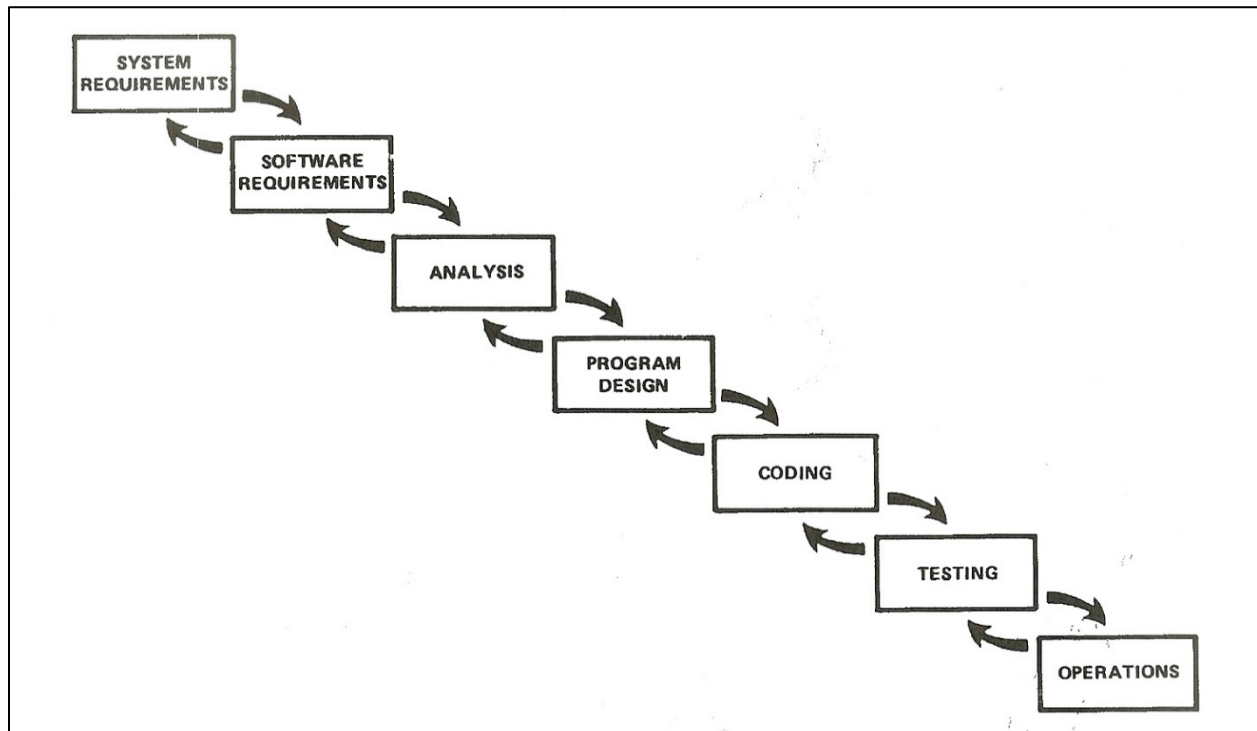 SYSTEM
REQUIREMENTS
SOFTWARE
REQUIREMENTS
ANALYSIS
PROGRAM
DESIGN
CODING
TESTING
OPERATIONS